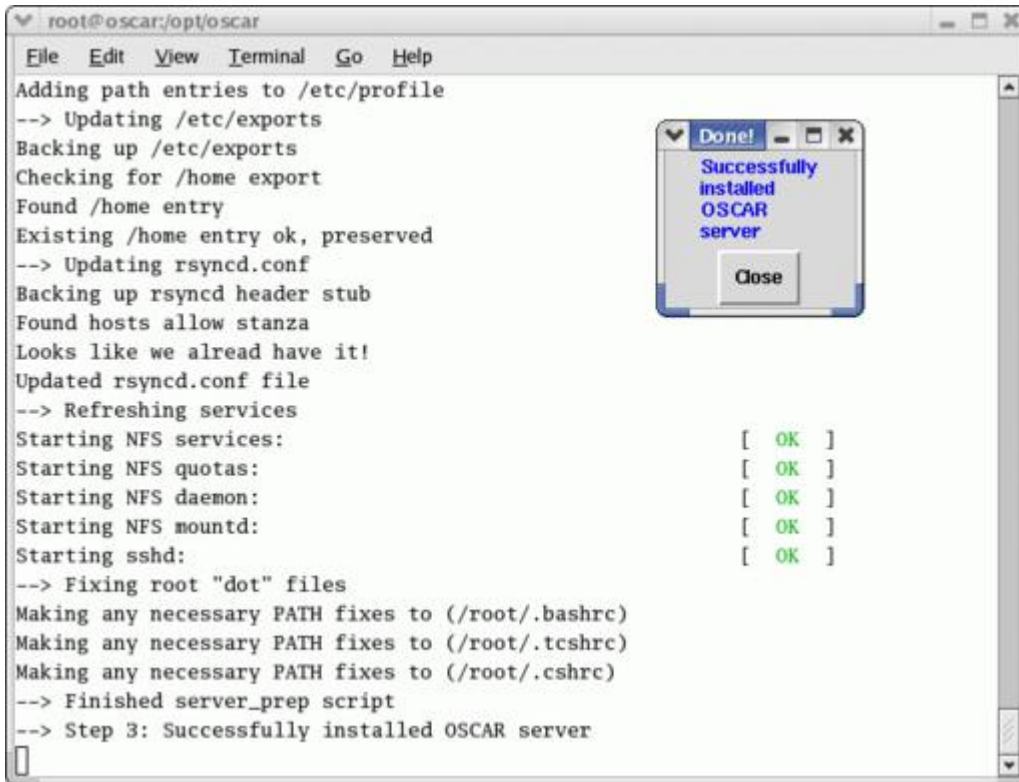 root@oscar:/opt/oscar
File Edit View Terminal Go Help
Adding path entries to /etc/profile
--> Updating /etc/exports
Backing up /etc/exports
Checking for /home export
Found /home entry
Existing /home entry ok, preserved
--> Updating rsyncd.conf
Backing up rsyncd header stub
Found hosts allow stanza
Looks like we alread have it!
Updated rsyncd.conf file
--> Refreshing services
Starting NFS services: [ OK ]
Starting NFS quotas: [ OK ]
Starting NFS daemon: [ OK ]
Starting NFS mountd: [ OK ]
Starting sshd: [ OK ]
--> Fixing root "dot" files
Making any necessary PATH fixes to (/root/.bashrc)
Making any necessary PATH fixes to (/root/.tcshrc)
Making any necessary PATH fixes to (/root/.cshrc)
--> Finished server_prep script
--> Step 3: Successfully installed OSCAR server
Done!
Successfully
installed
OSCAR
server
Close